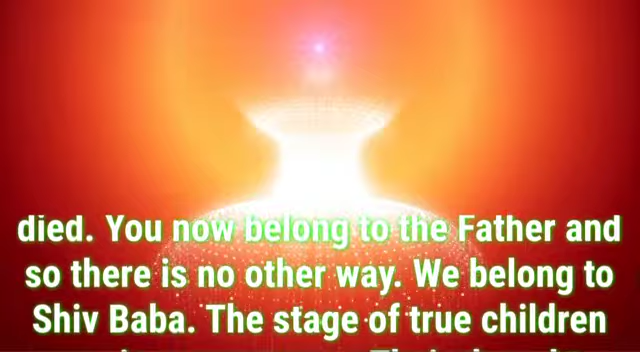 died. You now belong to the Father and
so there is no other way. We belong to
Shiv Baba. The stage of true children